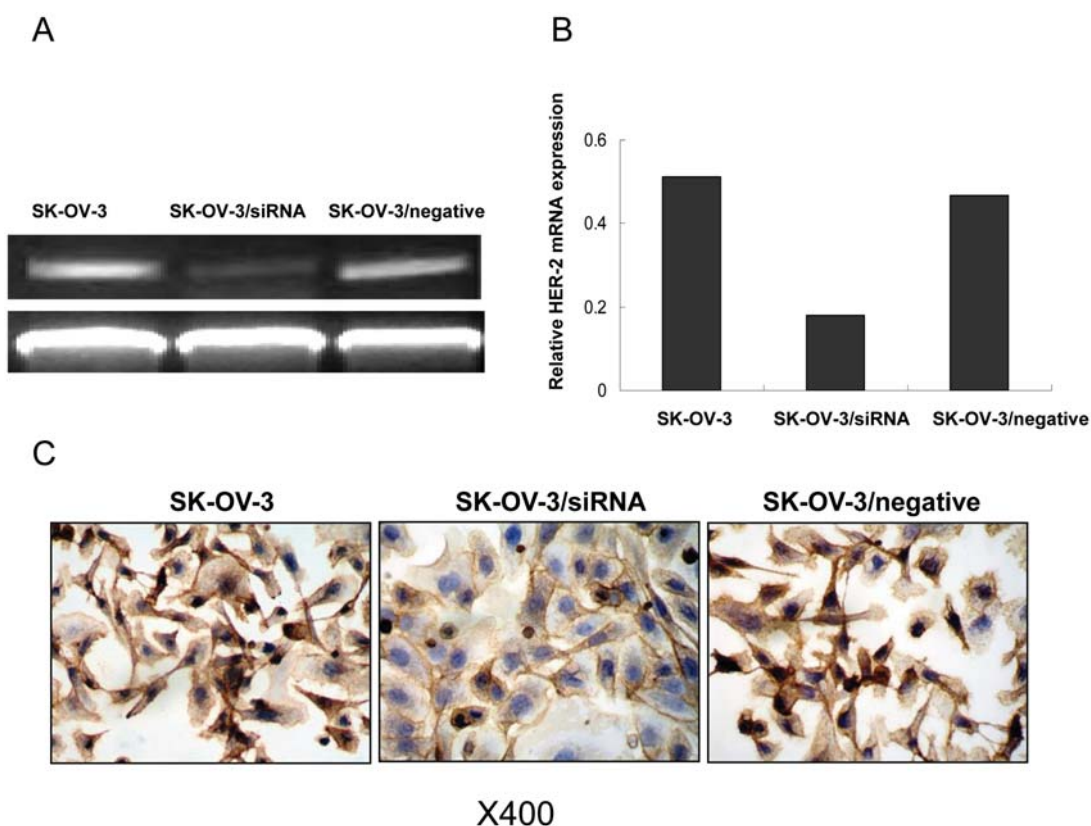 A
SK-OV-3 SK-OV-3/siRNA SK-OV-3/negative
B
Relative HER-2 mRNA expression
0.6
0.4
0.2
0
SK-OV-3 SK-OV-3/siRNA SK-OV-3/negative
C
SK-OV-3 SK-OV-3/siRNA SK-OV-3/negative
X400